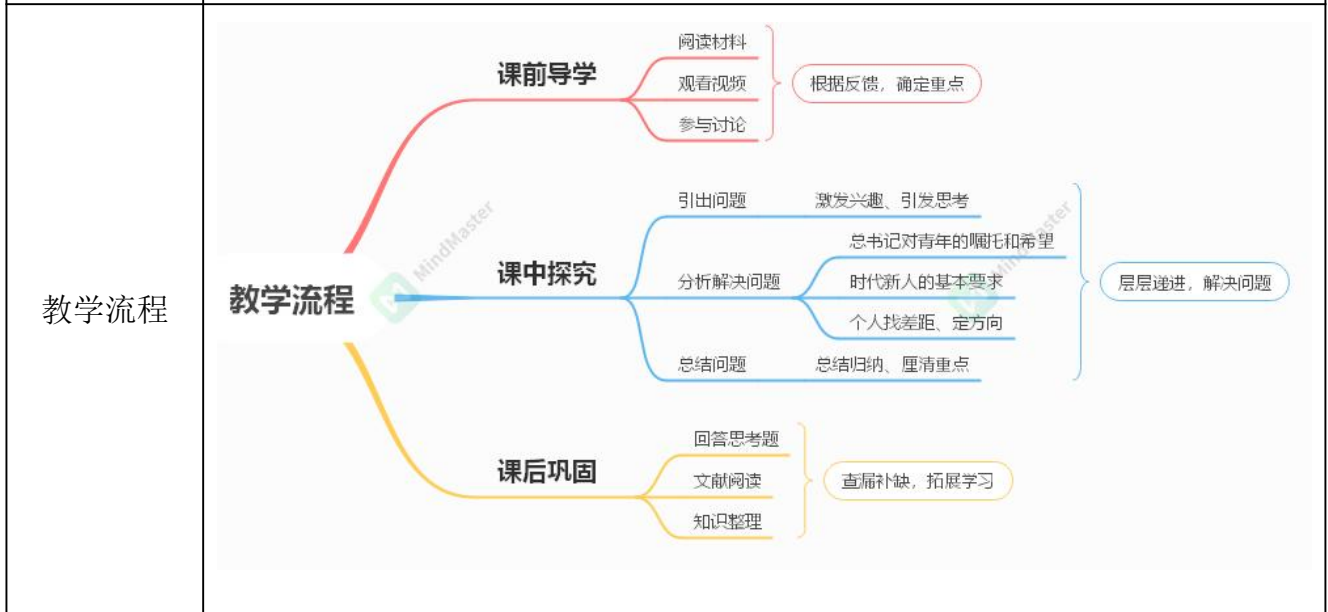 教学流程
教学流程
课前导学
阅读材料
观看视频
参与讨论
根据反馈，确定重点
课中探究
引出问题
激发兴趣、引发思考
分析解决问题
总书记对青年的嘱托和希望
时代新人的基本要求
个人找差距、定方向
总结问题
总结归纳、厘清重点
层层递进，解决问题
课后巩固
回答思考题
文献阅读
知识整理
查漏补缺，拓展学习
MindMaster
MindMaster